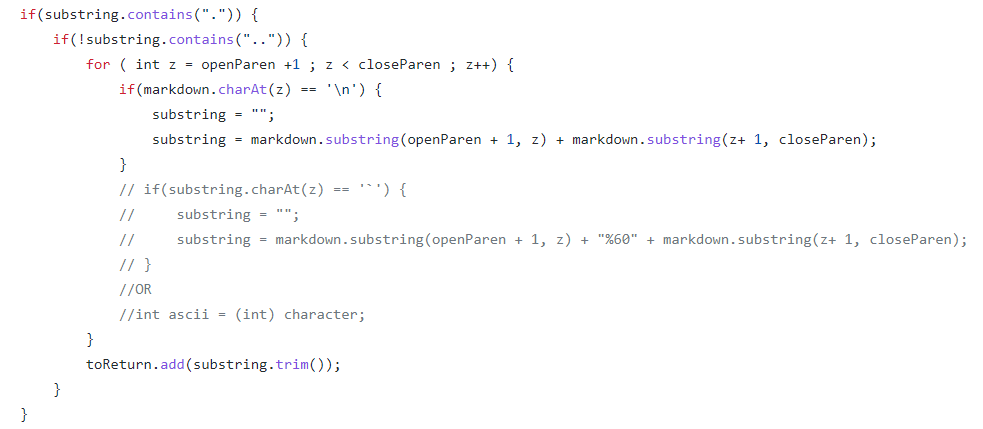 if(substring.contains(".")) {
    if(!substring.contains("..")) {
        for ( int z = openParen +1 ; z < closeParen ; z++) {
            if(markdown.charAt(z) == '\n') {
                substring = "";
                substring = markdown.substring(openParen + 1, z) + markdown.substring(z+ 1, closeParen);
            }
            // if(substring.charAt(z) == '`') {
            //     substring = "";
            //     substring = markdown.substring(openParen + 1, z) + "%60" + markdown.substring(z+ 1, closeParen);
            // }
            //OR
            //int ascii = (int) character;
        }
        toReturn.add(substring.trim());
    }
}